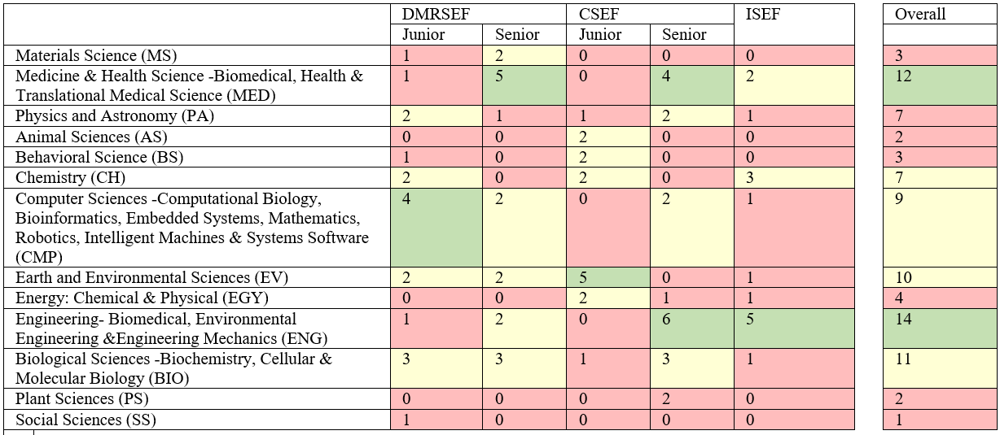 DMRSEF CSEF ISEF Overall
Junior Senior Junior Senior
Materials Science (MS) 1 2 0 0 0 3
Medicine & Health Science -Biomedical, Health & 1 5 0 4 2 12
Translational Medical Science (MED)
Physics and Astronomy (PA) 2 1 1 2 1 7
Animal Sciences (AS) 0 0 2 0 0 2
Behavioral Science (BS) 1 0 2 0 0 3
Chemistry (CH) 2 0 2 0 3 7
Computer Sciences -Computational Biology, 4 2 0 2 1 9
Bioinformatics, Embedded Systems, Mathematics,
Robotics, Intelligent Machines & Systems Software
(CMP)
Earth and Environmental Sciences (EV) 2 2 5 0 1 10
Energy: Chemical & Physical (EGY) 0 0 2 1 1 4
Engineering- Biomedical, Environmental 1 2 0 6 5 14
Engineering &Engineering Mechanics (ENG)
Biological Sciences -Biochemistry, Cellular & 3 3 1 3 1 11
Molecular Biology (BIO)
Plant Sciences (PS) 0 0 0 2 0 2
Social Sciences (SS) 1 0 0 0 0 1